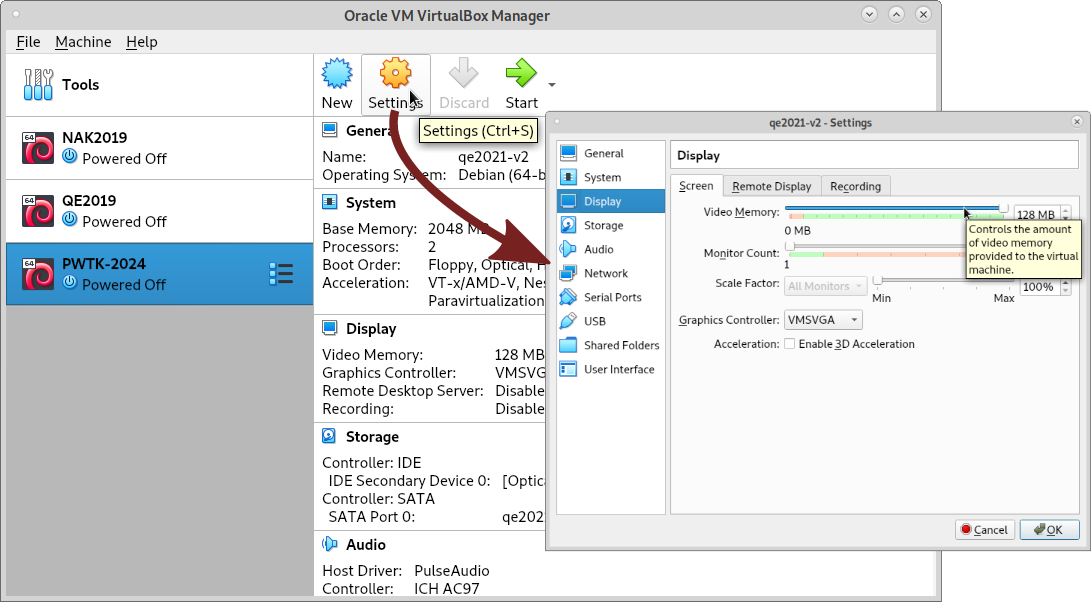 Oracle VM VirtualBox Manager
File Machine Help
Tools
New
Settings
Discard
Start
Settings (Ctrl+S)
64
NAK2019
Powered Off
64
QE2019
Powered Off
64
PWTK-2024
Powered Off
General
Name: qe2021-v2
Operating System: Debian (64-b
System
Base Memory: 2048 MB
Processors: 2
Boot Order: Floppy, Optical, H
Acceleration: VT-x/AMD-V, Nes
Paravirtualization
Display
Video Memory: 128 MB
Graphics Controller: VMSVG
Remote Desktop Server: Disable
Recording: Disable
Storage
Controller: IDE
IDE Secondary Device 0: [Optic
Controller: SATA
SATA Port 0: qe202
Audio
Host Driver: PulseAudio
Controller: ICH AC97
qe2021-v2 - Settings
General
System
Display
Storage
Audio
Network
Serial Ports
USB
Shared Folders
User Interface
Display
Screen Remote Display Recording
Video Memory: 128 MB
0 MB
Controls the amount
of video memory
provided to the virtual
machine.
Monitor Count:
1
Scale Factor: All Monitors 100%
Min Max
Graphics Controller: VMSVGA
Acceleration: Enable 3D Acceleration
Cancel OK